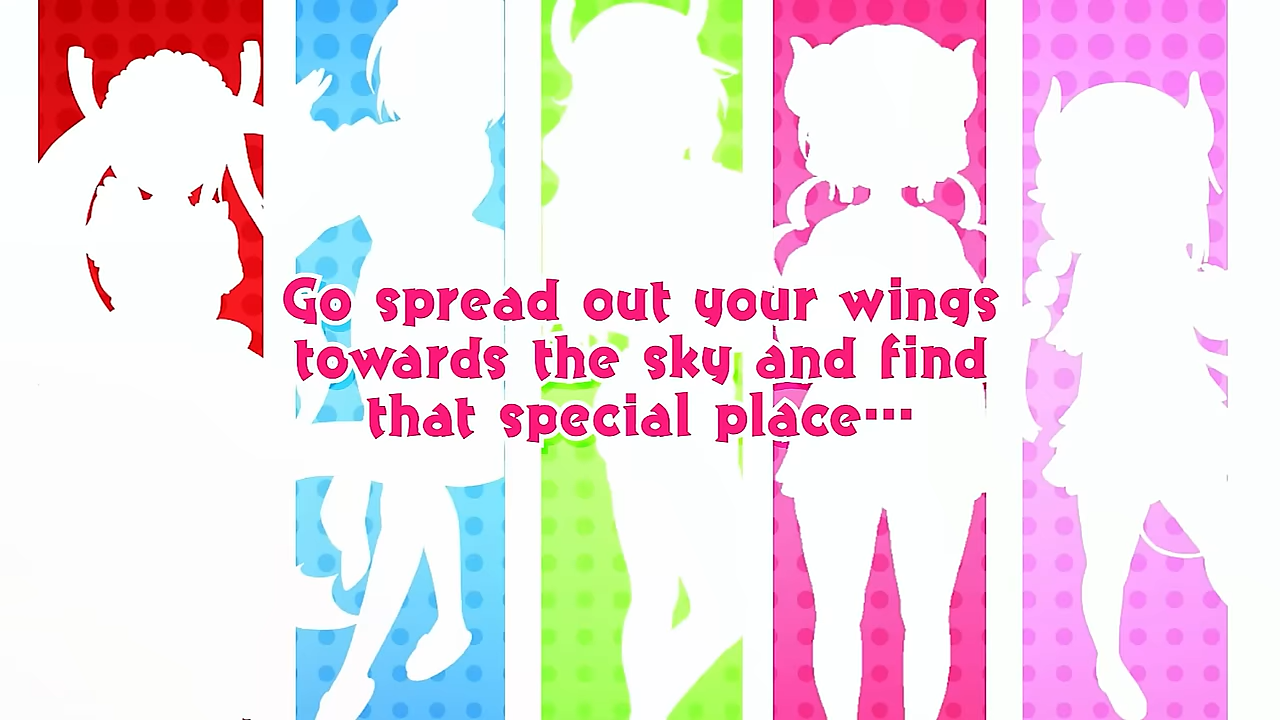 Go spread out your wings
towards the sky and find
that special place…